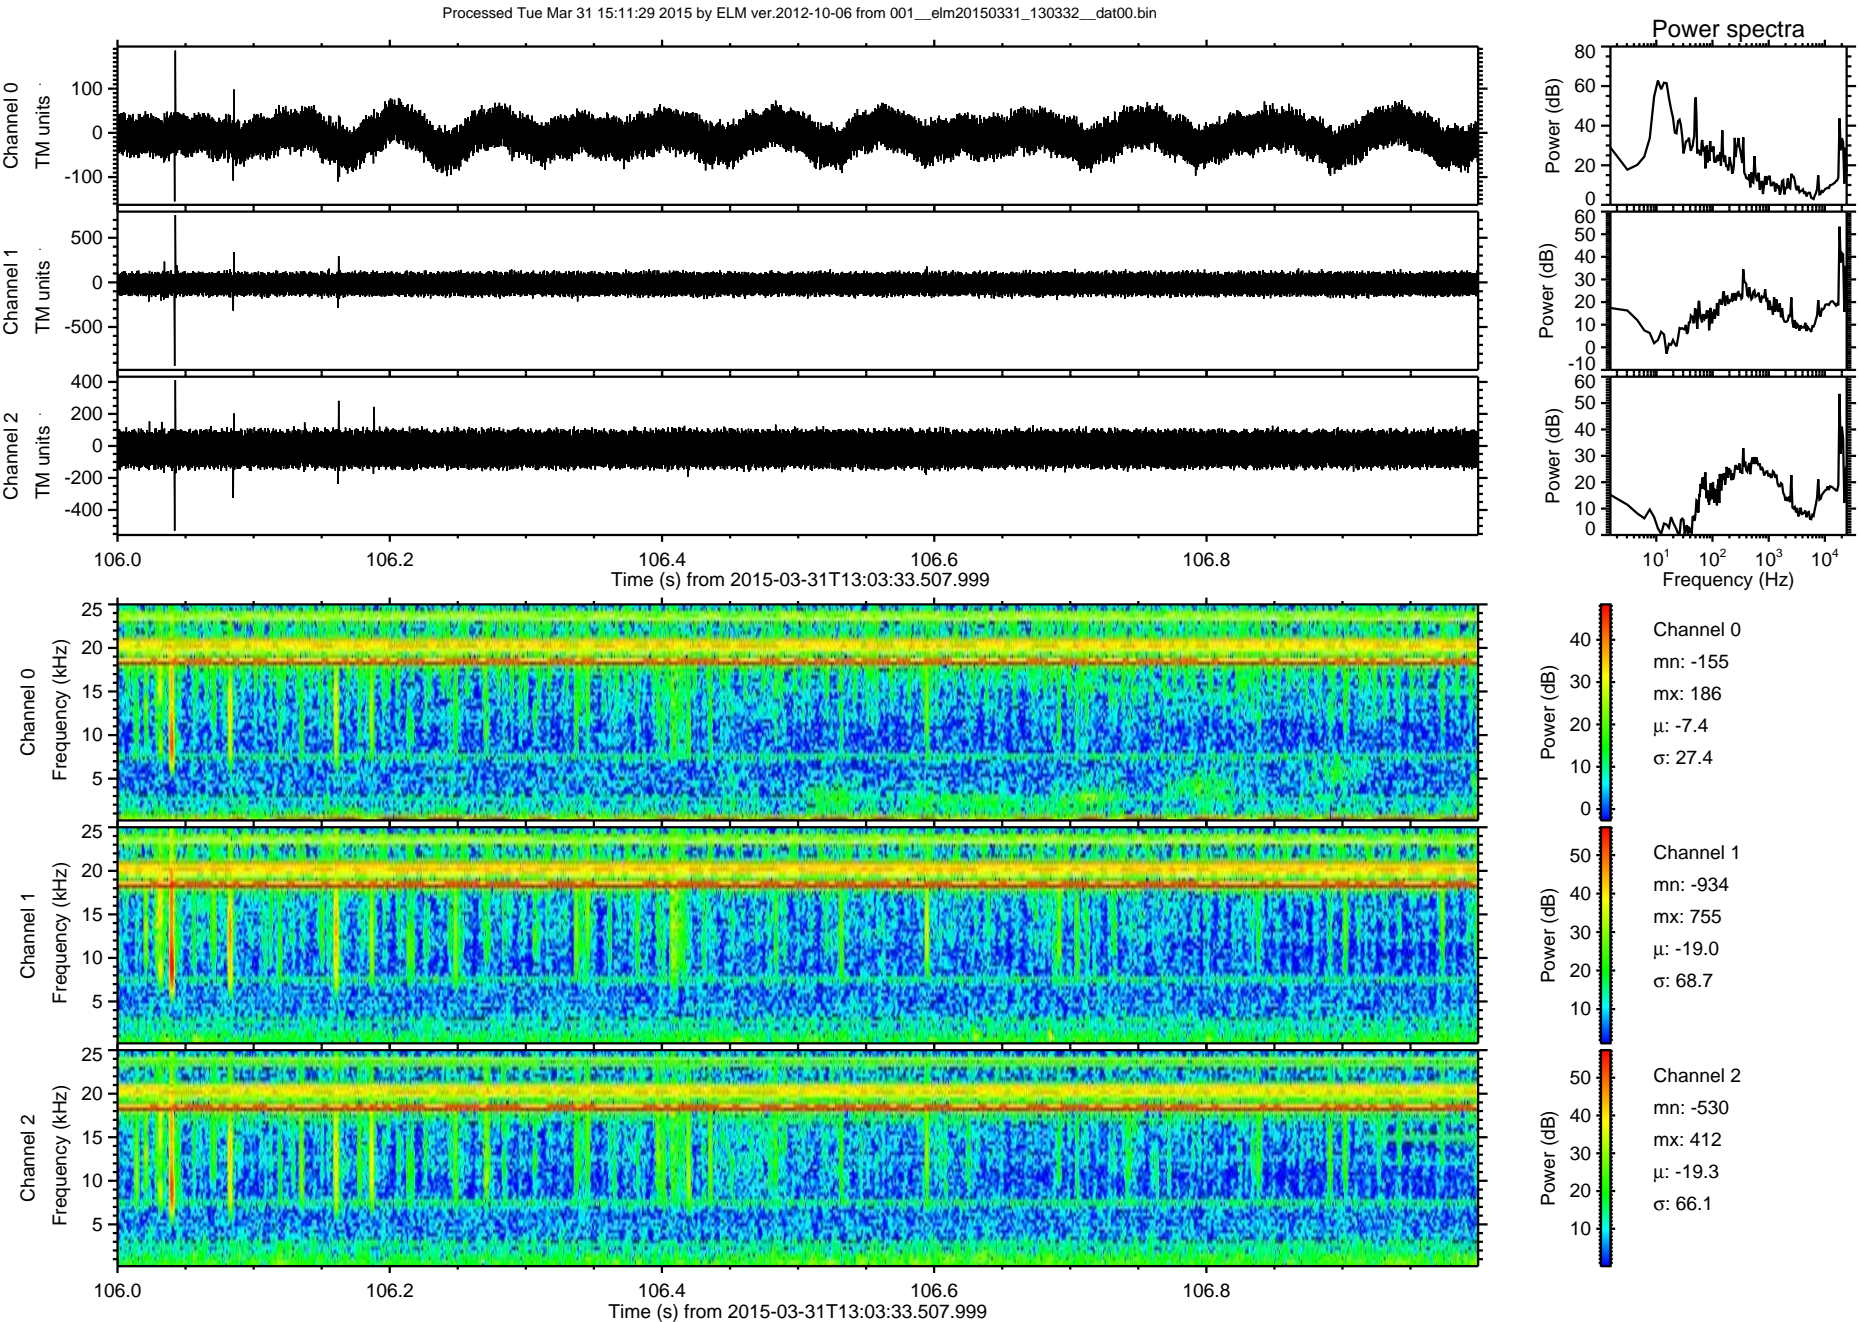 Processed Tue Mar 31 15:11:29 2015 by ELM ver.2012-10-06 from 001__elm20150331_130332__dat00.bin
Power spectra
Channel 0
TM units
100
0
-100
Power (dB)
80
60
40
20
0
Channel 1
TM units
500
0
-500
Power (dB)
60
50
40
30
20
10
0
-10
Channel 2
TM units
400
200
0
-200
-400
Power (dB)
60
50
40
30
20
10
0
106.0 106.2 106.4 106.6 106.8
Time (s) from 2015-03-31T13:03:33.507.999
10¹ 10² 10³ 10⁴
Frequency (Hz)
Channel 0
Frequency (kHz)
25
20
15
10
5
Power (dB)
40
30
20
10
0
Channel 0
mn: -155
mx: 186
µ: -7.4
σ: 27.4
Channel 1
Frequency (kHz)
25
20
15
10
5
Power (dB)
50
40
30
20
10
Channel 1
mn: -934
mx: 755
µ: -19.0
σ: 68.7
Channel 2
Frequency (kHz)
25
20
15
10
5
Power (dB)
50
40
30
20
10
Channel 2
mn: -530
mx: 412
µ: -19.3
σ: 66.1
106.0 106.2 106.4 106.6 106.8
Time (s) from 2015-03-31T13:03:33.507.999